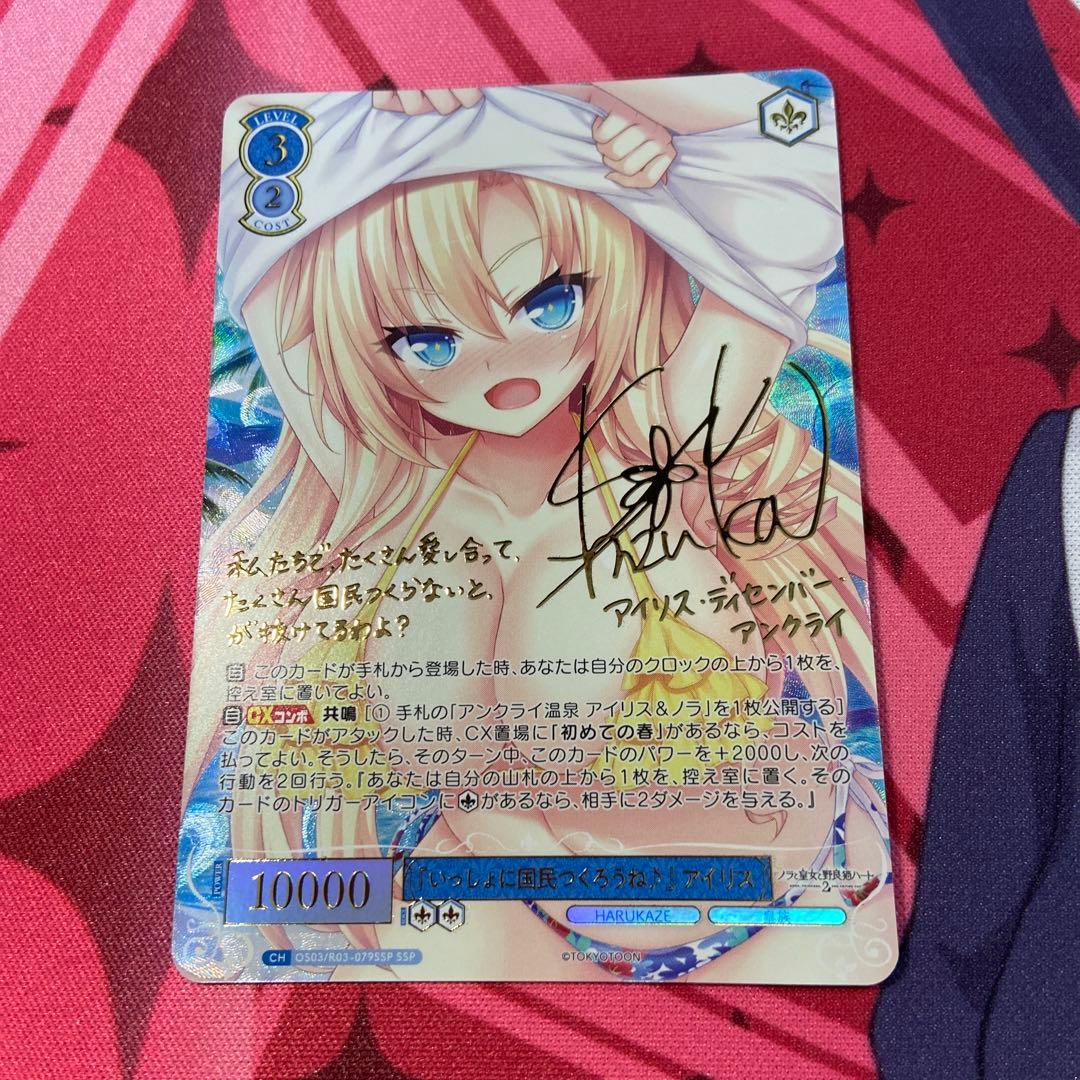 LEVEL
3
2
COST
私たちで、たくさん愛し合って、
たくさん国民つくらないと、
が抜けてるわよ?
アイリス・ディセンバー・
アンクライ
自 このカードが手札から登場した時、あなたは自分のクロックの上から1枚を、
控え室に置いてよい。
自 CXコンボ 共鳴 [① 手札の「アンクライ温泉 アイリス&ノラ」を1枚公開する]
このカードがアタックした時、CX置場に「初めての春」があるなら、コストを
払ってよい。そうしたら、そのターン中、このカードのパワーを+2000し、次の
行動を2回行う。『あなたは自分の山札の上から1枚を、控え室に置く。その
カードのトリガーアイコンにがあるなら、相手に2ダメージを与える。』
POWER
10000
『いっしょに国民つくろうね♪』アイリス
ノラと皇女と野良猫ハート
2
HARUKAZE
皇族
CH OS03/R03-079SSP SSP
©TOKYOTOON